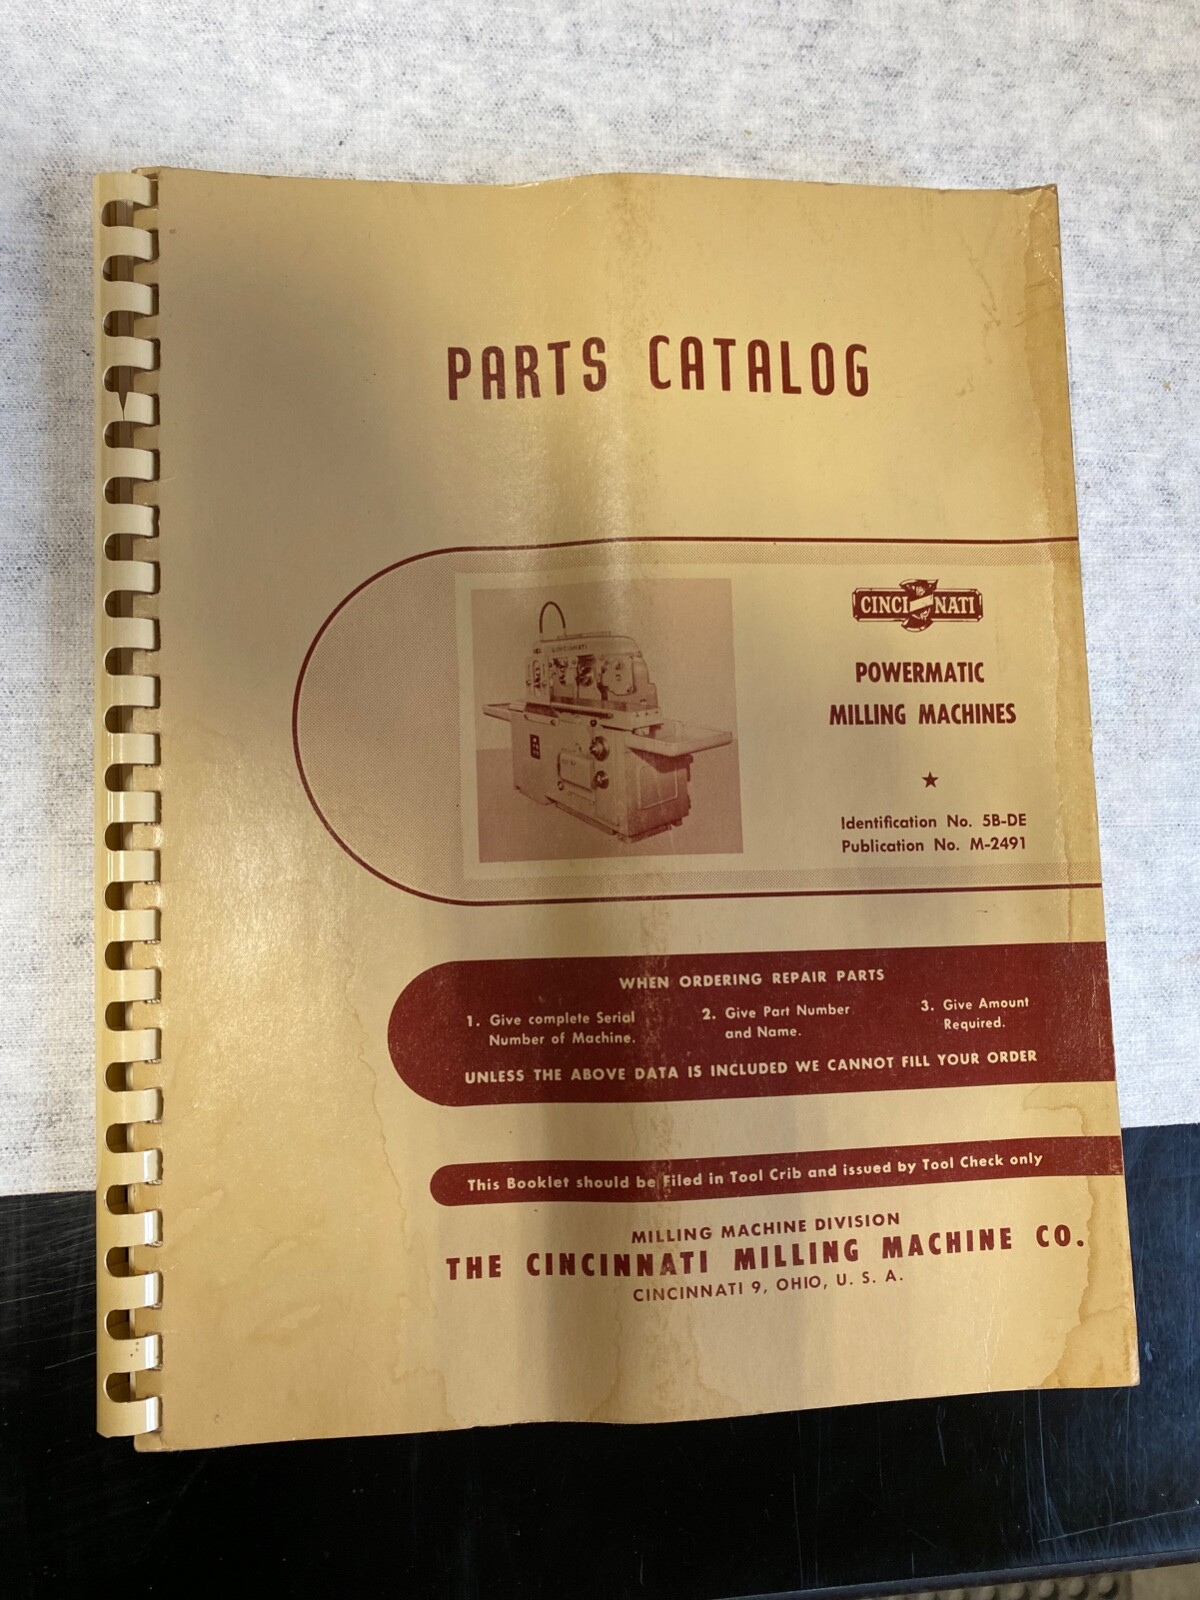 PARTS CATALOG
CINCINNATI
CINCINNATI
POWERMATIC
MILLING MACHINES
Identification No. 5B-DE
Publication No. M-2491
WHEN ORDERING REPAIR PARTS
1. Give complete Serial
Number of Machine.
2. Give Part Number
and Name.
3. Give Amount
Required.
UNLESS THE ABOVE DATA IS INCLUDED WE CANNOT FILL YOUR ORDER
This Booklet should be Filed in Tool Crib and issued by Tool Check only
MILLING MACHINE DIVISION
THE CINCINNATI MILLING MACHINE CO.
CINCINNATI 9, OHIO, U. S. A.